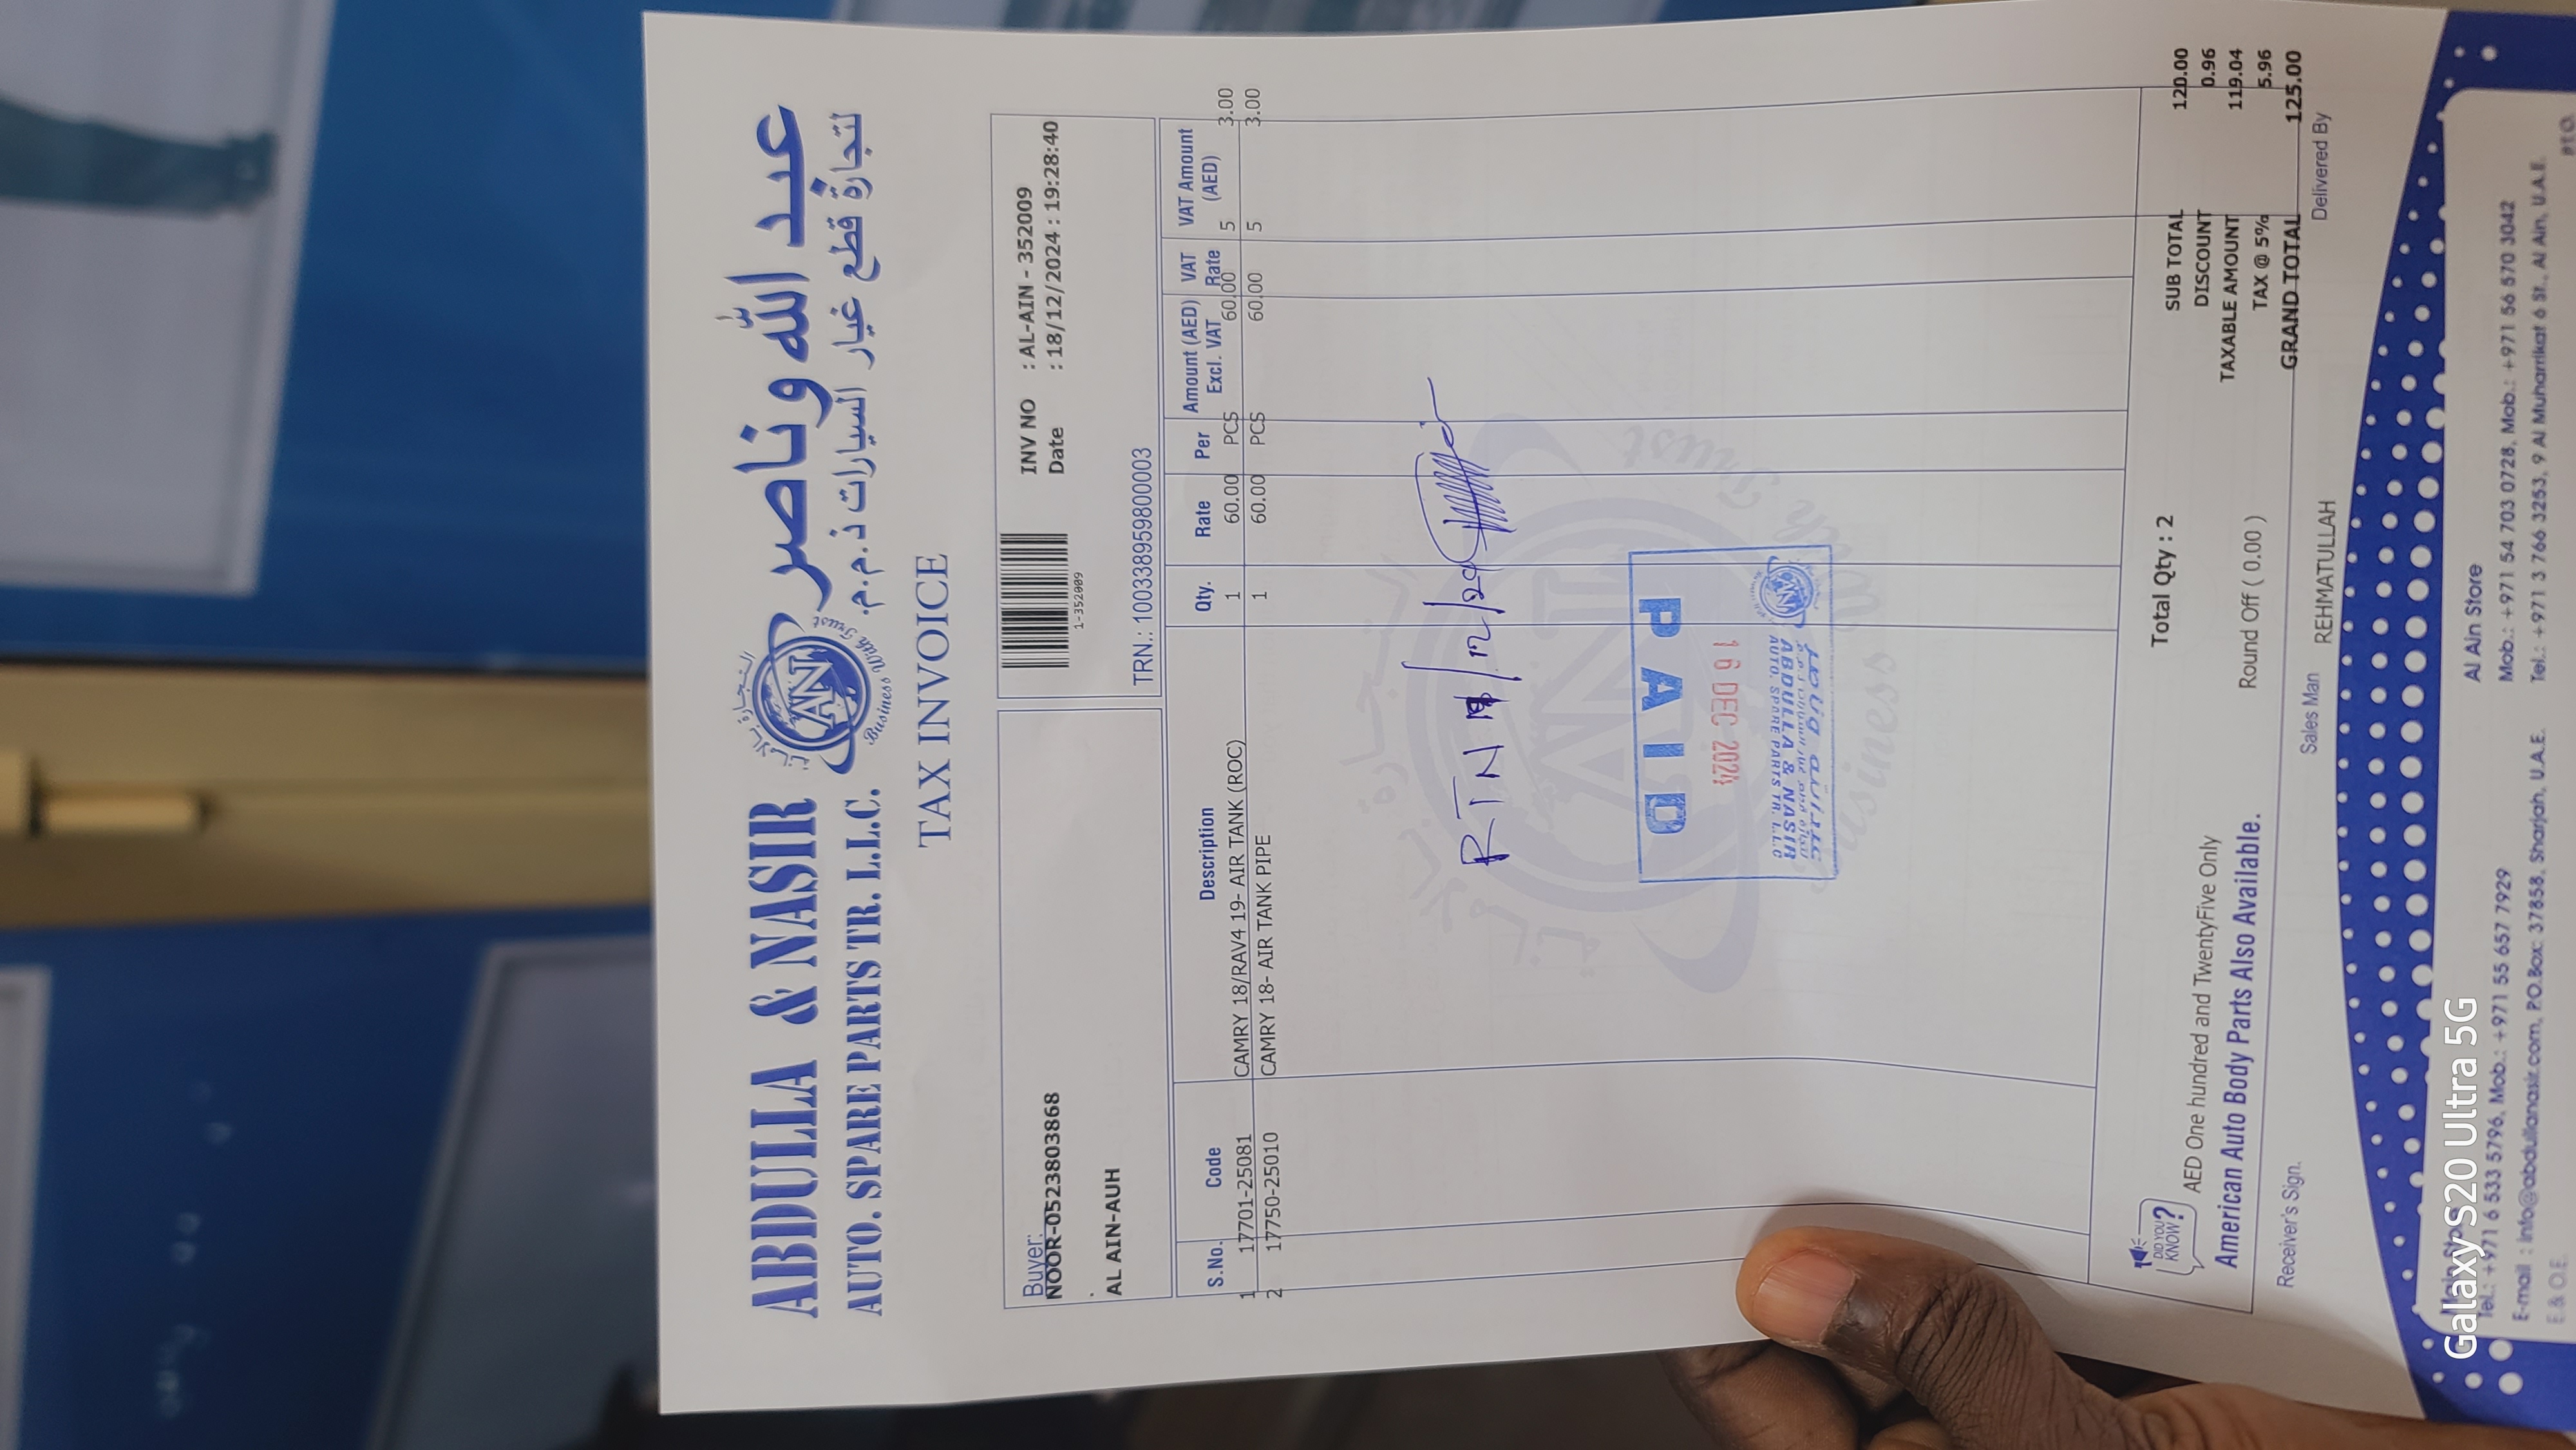 ABDULLA & NASIR
AUTO. SPARE PARTS TR. L.L.C.
AN
Business With Trust
عبد الله وناصر
لتجارة قطع غيار السيارات ذ.م.م.
TAX INVOICE
Buyer:
NOOR-0523803868
.
AL AIN-AUH
1-352009
INV NO : AL-AIN - 352009
Date : 18/12/2024 : 19:28:40
TRN.: 100338959800003
S.No. Code Description Qty. Rate Per Amount (AED) Excl. VAT VAT Rate VAT Amount (AED)
1 17701-25081 CAMRY 18/RAV4 19- AIR TANK (ROC) 1 60.00 PCS 60.00 5 3.00
2 17750-25010 CAMRY 18- AIR TANK PIPE 1 60.00 PCS 60.00 5 3.00
RTN /12/24
PAID
16 DEC 2024
ABDULLA & NASIR
AUTO. SPARE PARTS TR. L.L.C
Total Qty : 2
SUB TOTAL 120.00
DISCOUNT 0.96
TAXABLE AMOUNT 119.04
TAX @ 5% 5.96
GRAND TOTAL 125.00
DID YOU KNOW?
AED One hundred and TwentyFive Only
Round Off ( 0.00 )
American Auto Body Parts Also Available.
Receiver's Sign.
Sales Man REHMATULLAH
Delivered By
Main Store
Tel.: +971 6 533 5796, Mob.: +971 55 657 7929
E-mail : info@abdullanasir.com, P.O.Box: 37858, Sharjah, U.A.E.
E & O.E.
Al Ain Store
Mob.: +971 54 703 0728, Mob.: +971 56 570 3042
Tel.: +971 3 766 3253, 9 Al Muharrikat 6 St., Al Ain, U.A.E.
P.T.O.
Galaxy S20 Ultra 5G